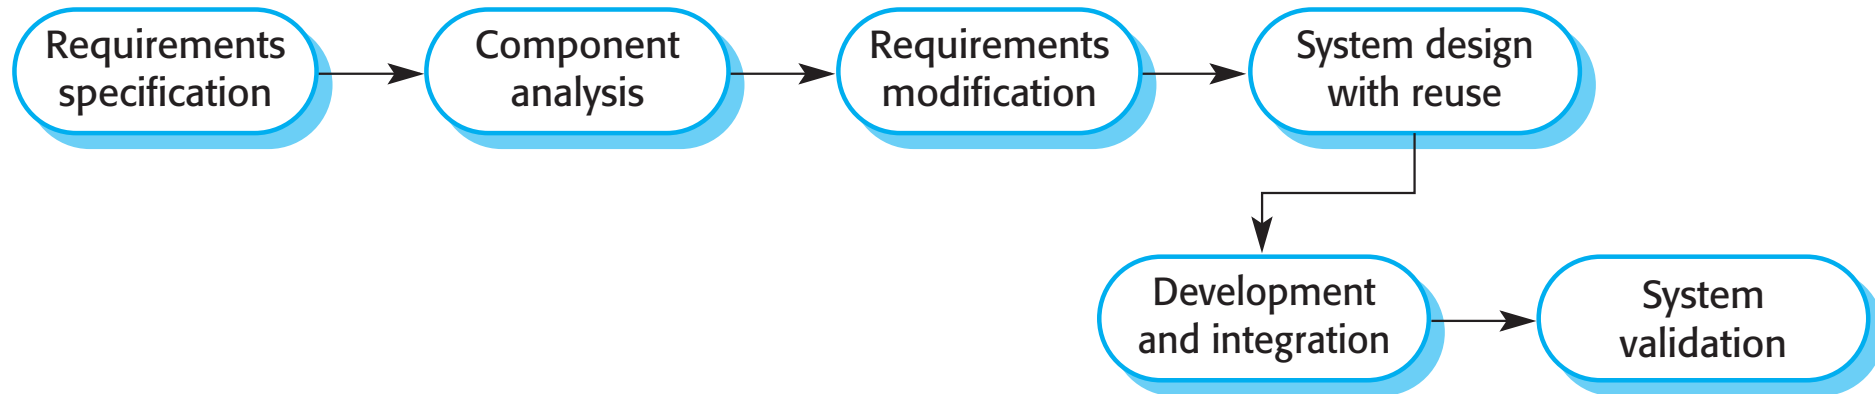 Requirements
specification
Component
analysis
Requirements
modification
System design
with reuse
Development
and integration
System
validation